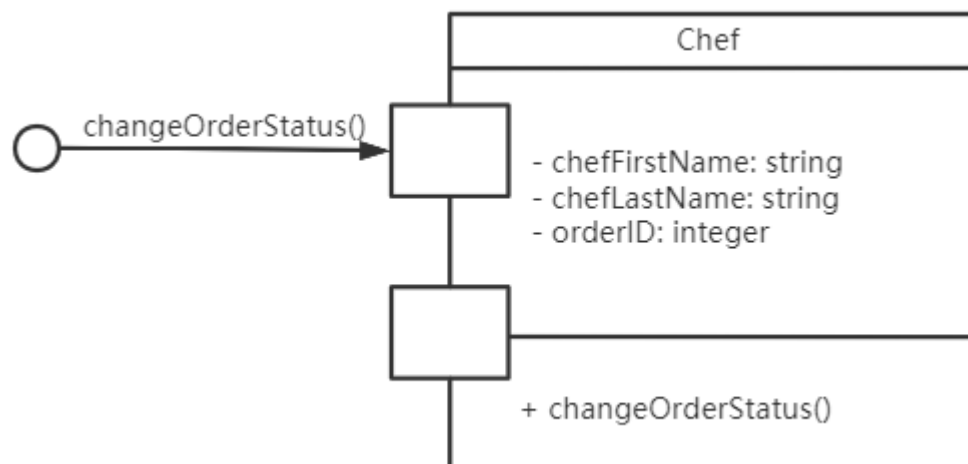 Chef
changeOrderStatus()
- chefFirstName: string
- chefLastName: string
- orderID: integer
+ changeOrderStatus()